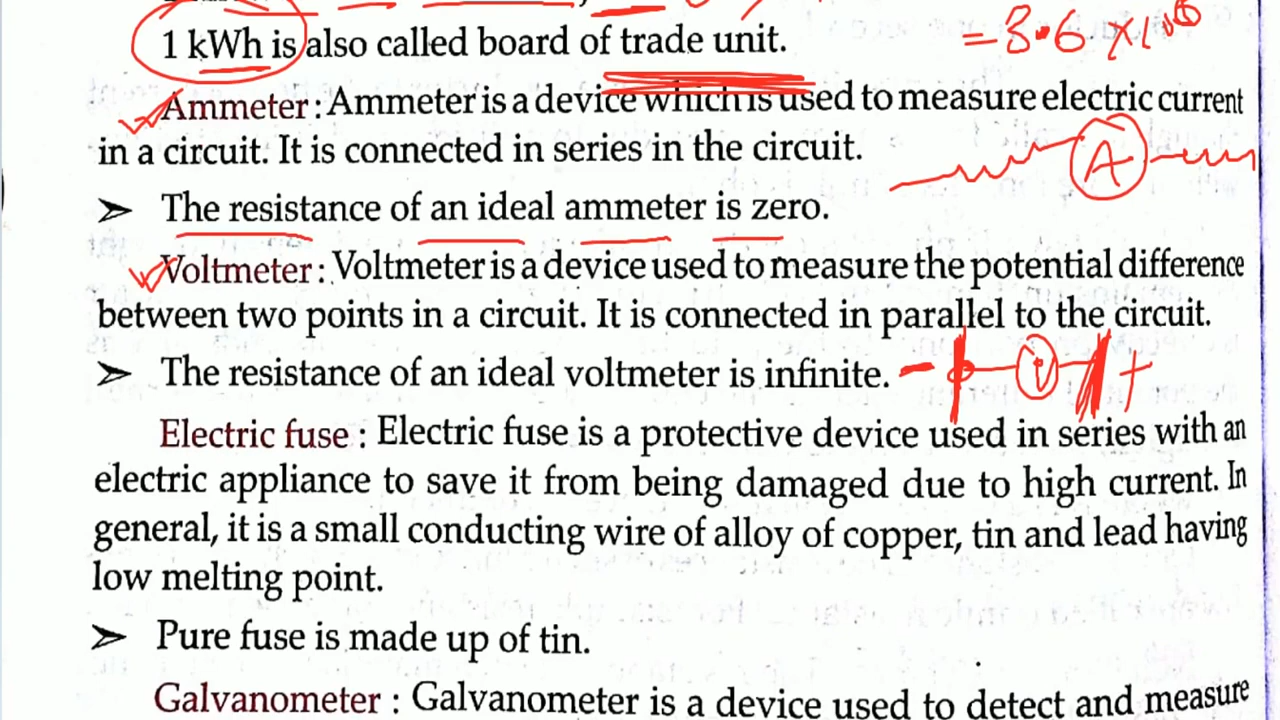 = 3.6 X10⁶
1 kWh is also called board of trade unit.
Ammeter : Ammeter is a device which is used to measure electric current
in a circuit. It is connected in series in the circuit.
A
➢ The resistance of an ideal ammeter is zero.
Voltmeter : Voltmeter is a device used to measure the potential difference
between two points in a circuit. It is connected in parallel to the circuit.
➢ The resistance of an ideal voltmeter is infinite. - V +
Electric fuse : Electric fuse is a protective device used in series with an
electric appliance to save it from being damaged due to high current. In
general, it is a small conducting wire of alloy of copper, tin and lead having
low melting point.
➢ Pure fuse is made up of tin.
Galvanometer : Galvanometer is a device used to detect and measure